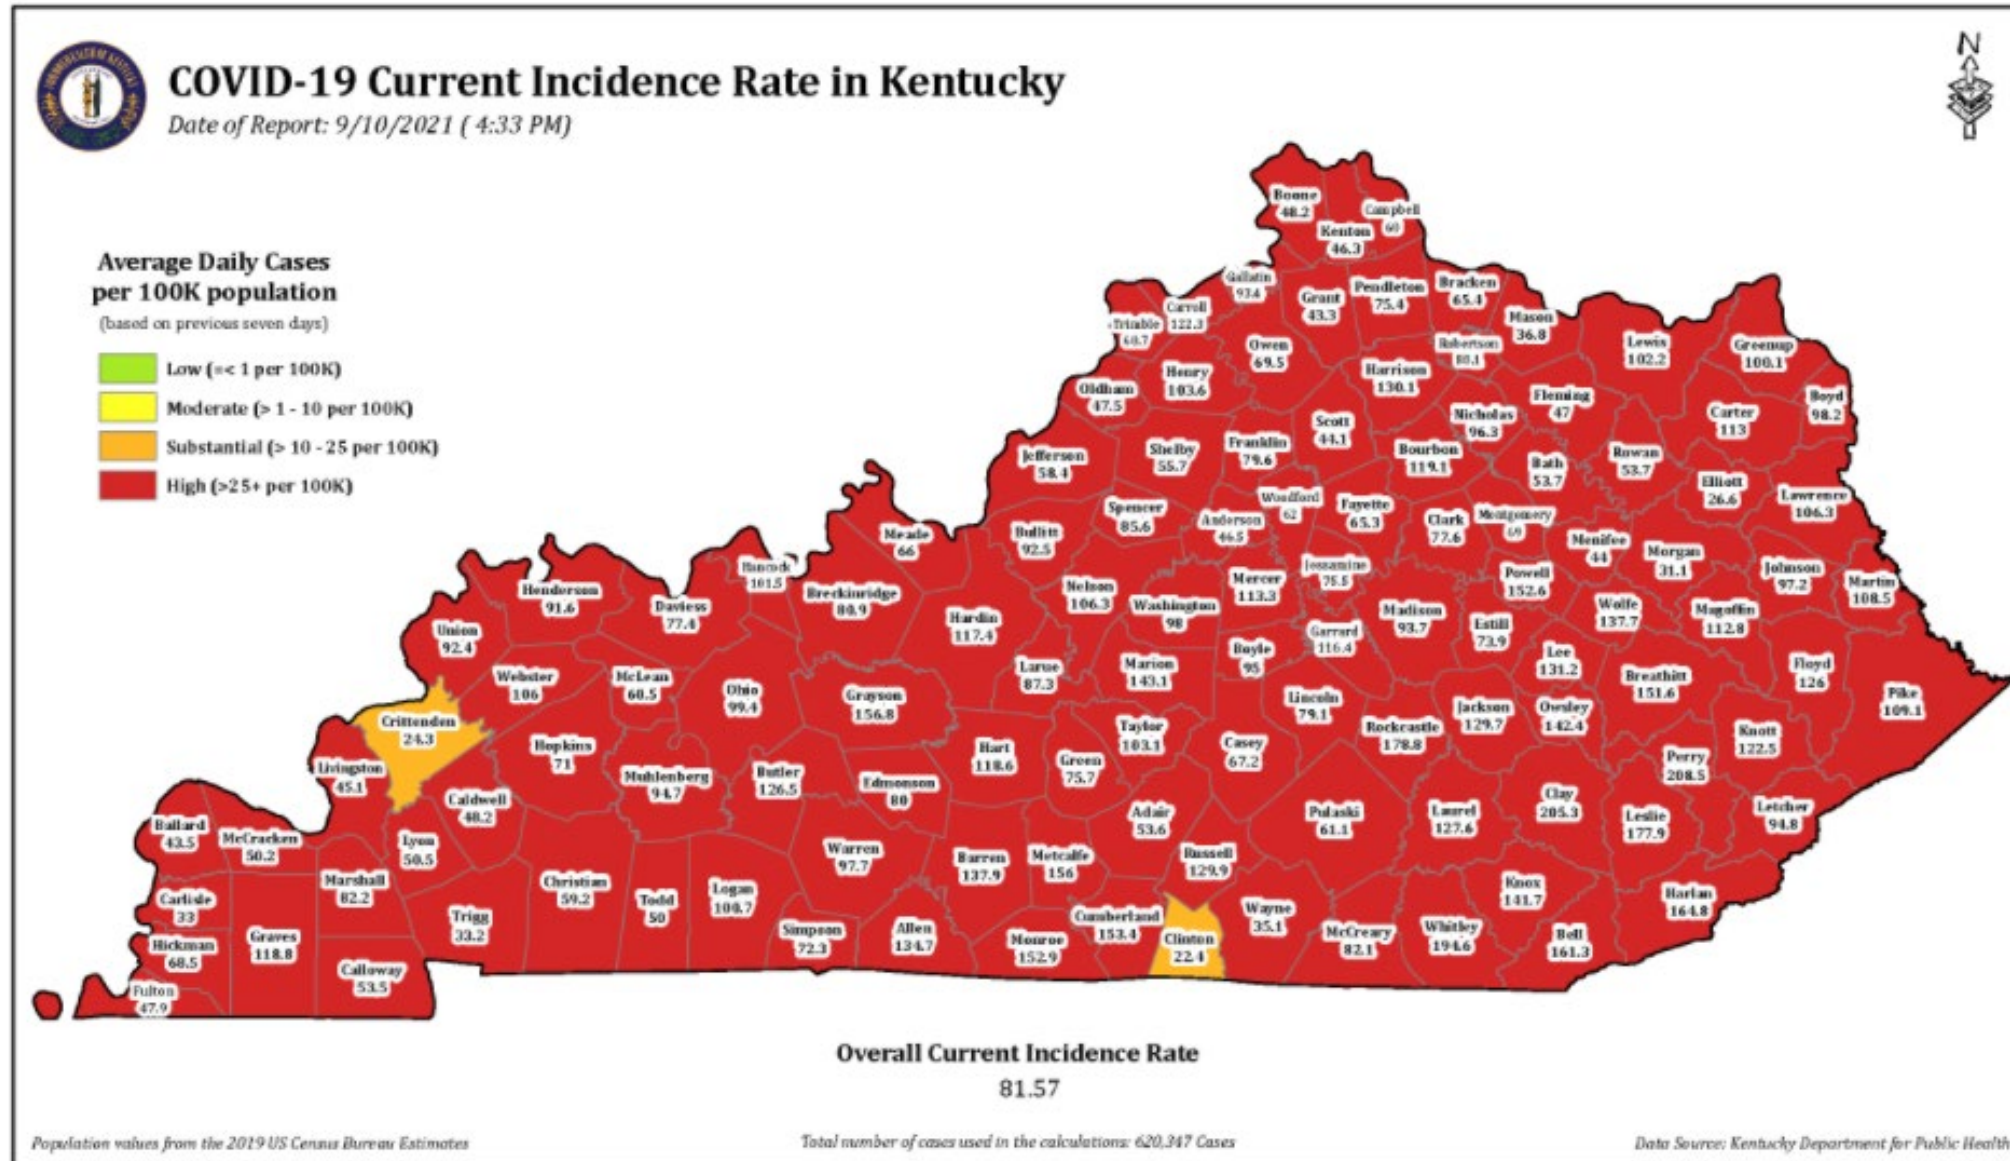 COVID-19 Current Incidence Rate in Kentucky
Date of Report: 9/10/2021 ( 4:33 PM)
N
Average Daily Cases
per 100K population
(based on previous seven days)
Low (=< 1 per 100K)
Moderate (> 1 - 10 per 100K)
Substantial (> 10 - 25 per 100K)
High (>25+ per 100K)
Boone
48.2
Campbell
60
Kenton
46.3
Gallatin
93.4
Grant
43.3
Pendleton
75.4
Bracken
65.4
Carroll
122.3
Trimble
60.7
Mason
36.8
Owen
69.5
Robertson
80.1
Lewis
102.2
Greenup
100.1
Henry
103.6
Harrison
130.1
Oldham
47.5
Fleming
47
Boyd
98.2
Nicholas
96.3
Carter
113
Scott
44.1
Jefferson
58.4
Shelby
55.7
Franklin
79.6
Bourbon
119.1
Bath
53.7
Rowan
53.7
Elliott
26.6
Lawrence
106.3
Spencer
85.6
Woodford
62
Fayette
65.3
Anderson
46.5
Clark
77.6
Montgomery
69
Meade
66
Bullitt
92.5
Menifee
44
Morgan
31.1
Hancock
101.5
Jessamine
75.5
Johnson
97.2
Martin
108.5
Henderson
91.6
Daviess
77.4
Breckinridge
80.9
Nelson
106.3
Washington
98
Mercer
113.3
Powell
152.6
Hardin
117.4
Madison
93.7
Estill
73.9
Wolfe
137.7
Magoffin
112.8
Union
92.4
Boyle
95
Garrard
116.4
Lee
131.2
Webster
106
McLean
60.5
Ohio
99.4
Grayson
156.8
Larue
87.3
Marion
143.1
Breathitt
151.6
Floyd
126
Pike
109.1
Lincoln
79.1
Jackson
129.7
Owsley
142.4
Crittenden
24.3
Hopkins
71
Hart
118.6
Taylor
103.1
Casey
67.2
Rockcastle
178.8
Knott
122.5
Livingston
45.1
Muhlenberg
94.7
Butler
126.5
Edmonson
80
Green
75.7
Perry
208.5
Caldwell
48.2
Adair
53.6
Pulaski
61.1
Laurel
127.6
Clay
205.3
Leslie
177.9
Letcher
94.8
Ballard
43.5
McCracken
50.2
Lyon
50.5
Warren
97.7
Barren
137.9
Metcalfe
156
Russell
129.9
Marshall
82.2
Christian
59.2
Todd
50
Logan
100.7
Knox
141.7
Harlan
164.8
Carlisle
33
Trigg
33.2
Simpson
72.3
Allen
134.7
Cumberland
153.4
Wayne
35.1
Hickman
68.5
Graves
118.8
Monroe
152.9
Clinton
22.4
McCreary
82.1
Whitley
194.6
Bell
161.3
Calloway
53.5
Fulton
47.9
Overall Current Incidence Rate
81.57
Population values from the 2019 US Census Bureau Estimates
Total number of cases used in the calculations: 620,347 Cases
Data Source: Kentucky Department for Public Health